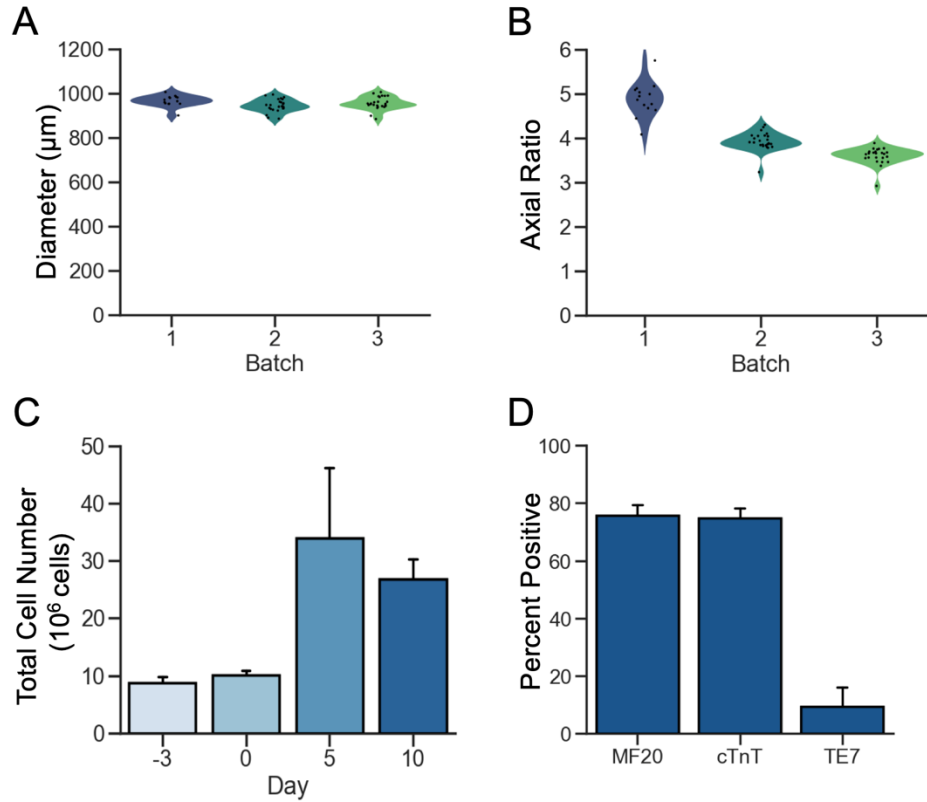 A
Diameter (µm)
1200
1000
800
600
400
200
0
1 2 3
Batch
B
Axial Ratio
6
5
4
3
2
1
0
1 2 3
Batch
C
Total Cell Number
(10⁶ cells)
50
40
30
20
10
0
-3 0 5 10
Day
D
Percent Positive
100
80
60
40
20
0
MF20 cTnT TE7